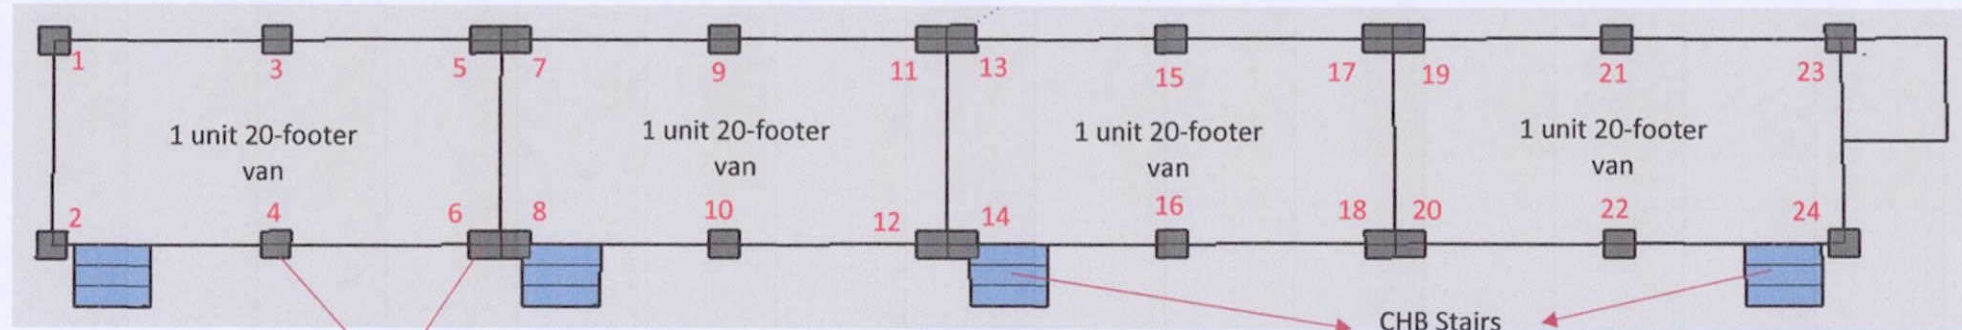 1 3 5 7 9 11 13 15 17 19 21 23
1 unit 20-footer
van
1 unit 20-footer
van
1 unit 20-footer
van
1 unit 20-footer
van
2 4 6 8 10 12 14 16 18 20 22 24
CHB Stairs